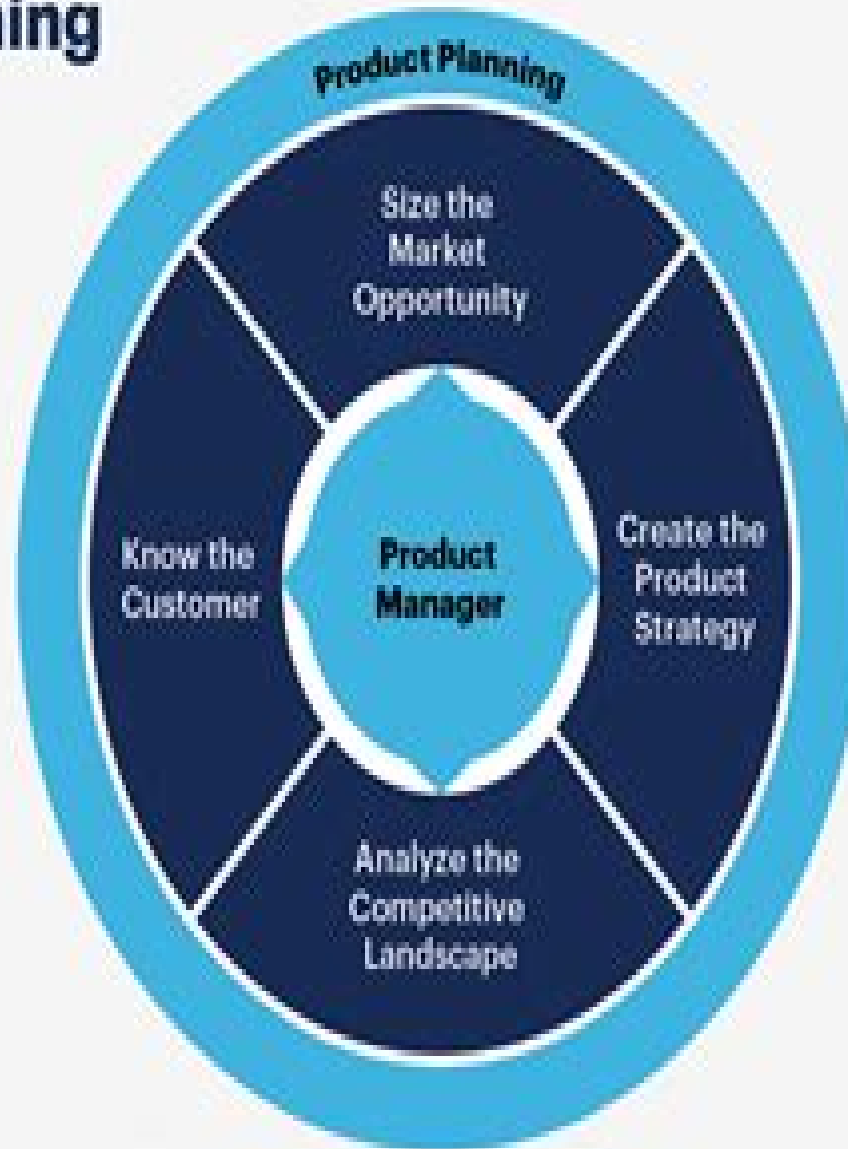 ning
Product Planning
Size the
Market
Opportunity
Know the
Customer
Product
Manager
Create the
Product
Strategy
Analyze the
Competitive
Landscape